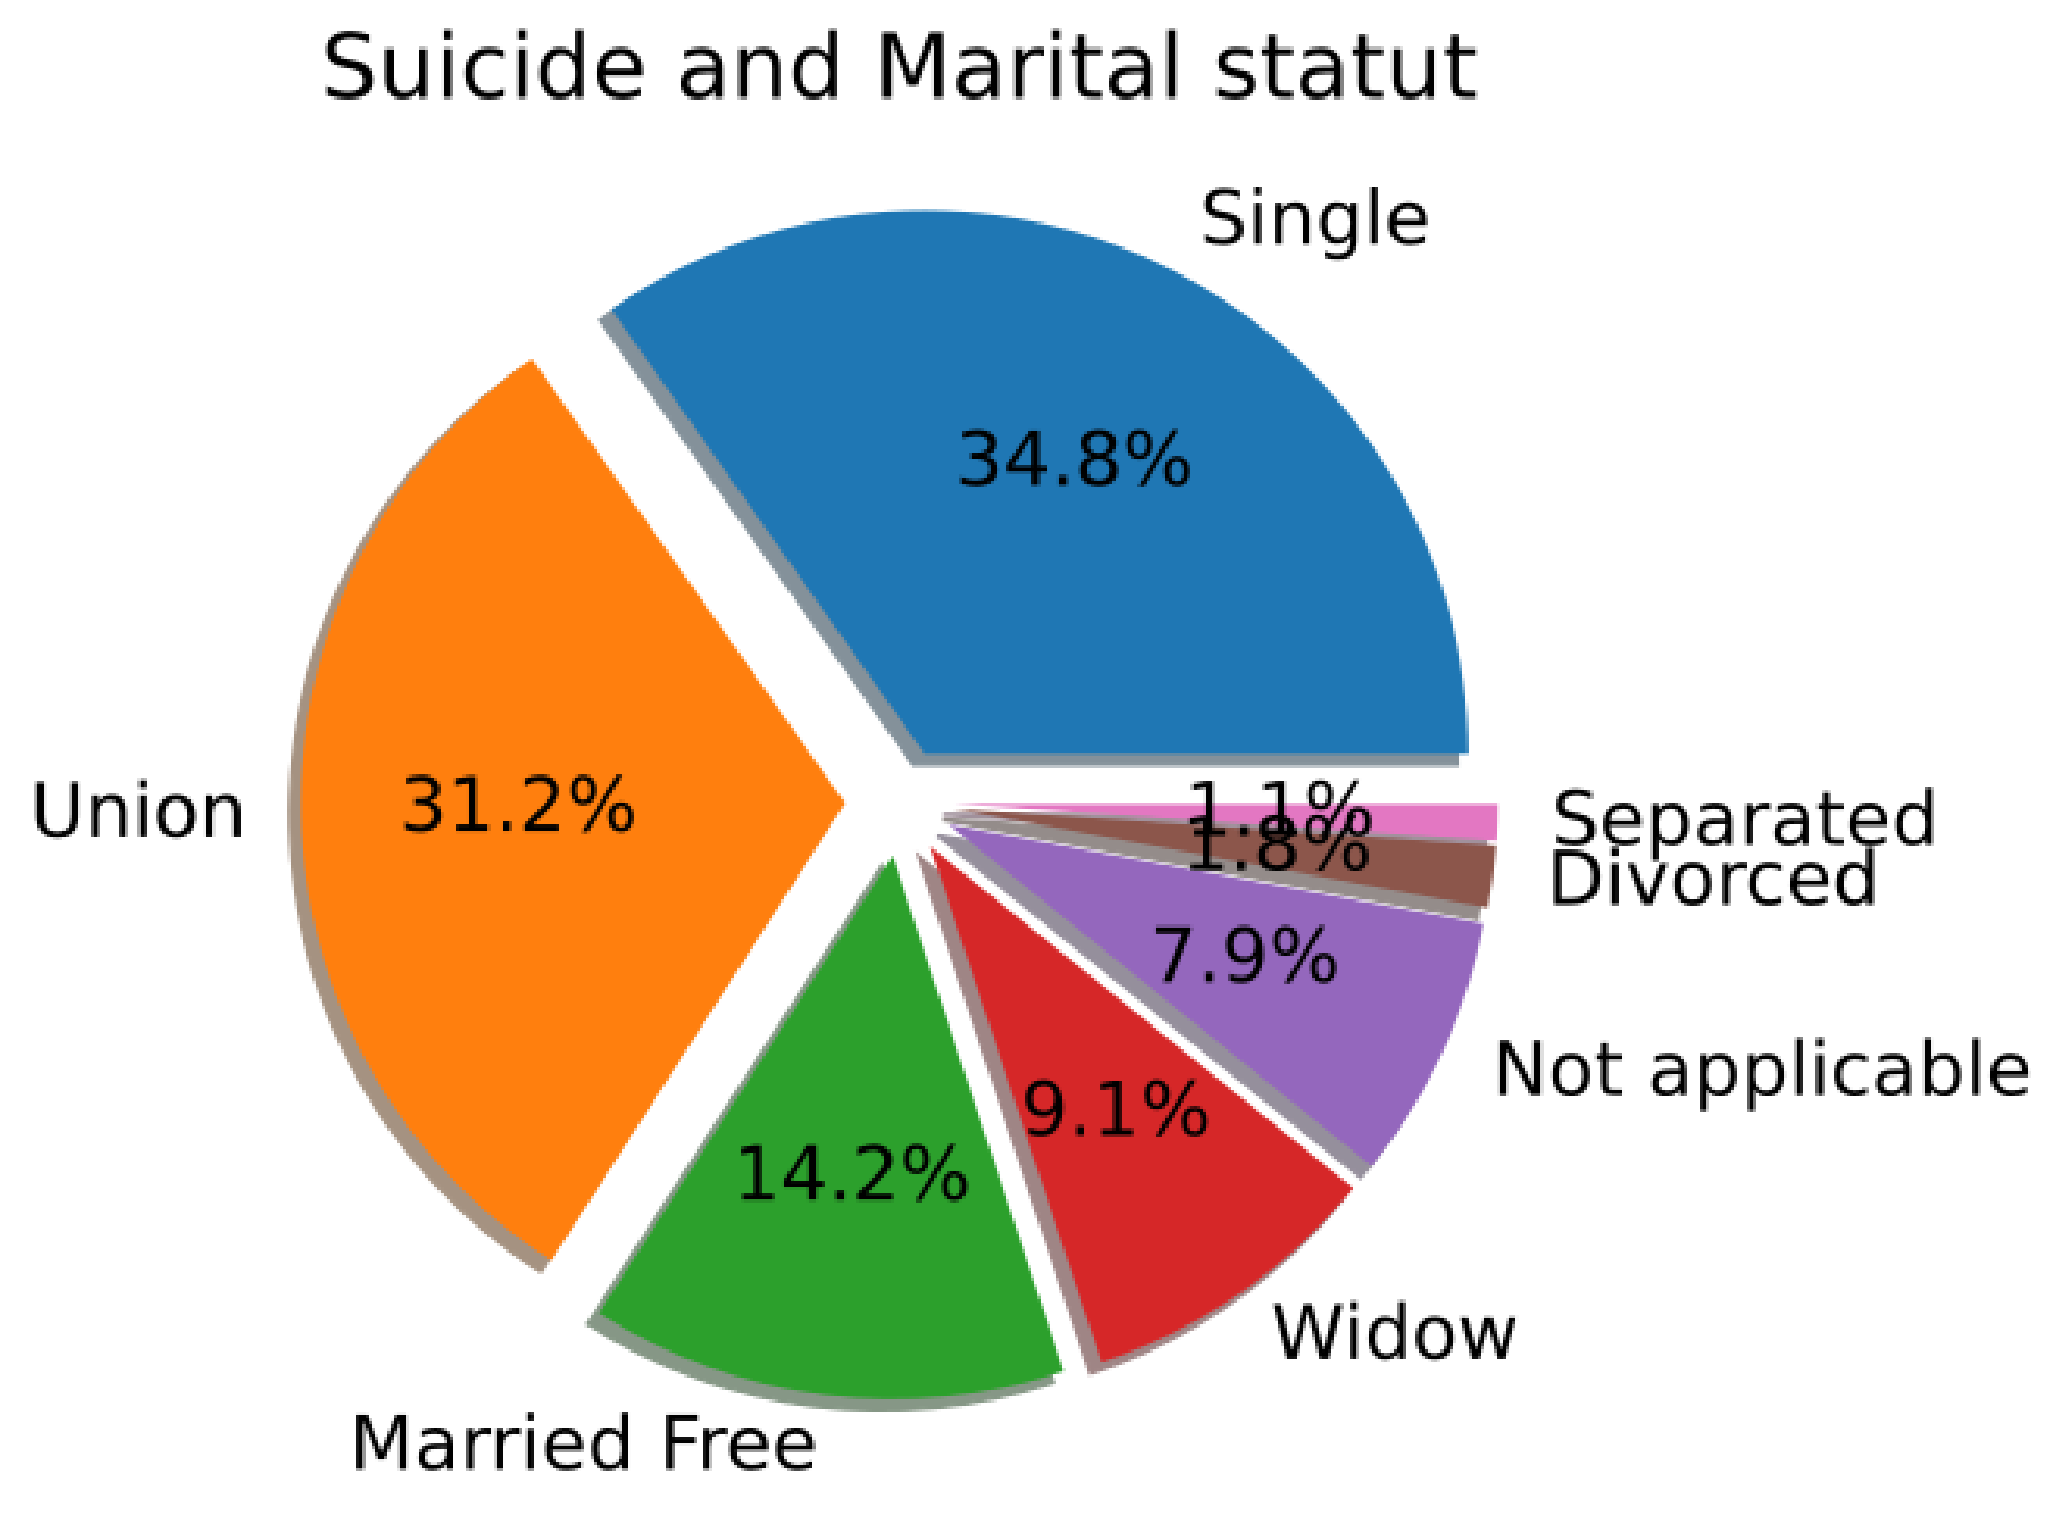 Suicide and Marital statut
Single
34.8%
Union
31.2%
1.1%
Separated
1.8%
Divorced
7.9%
Not applicable
9.1%
14.2%
Widow
Married Free